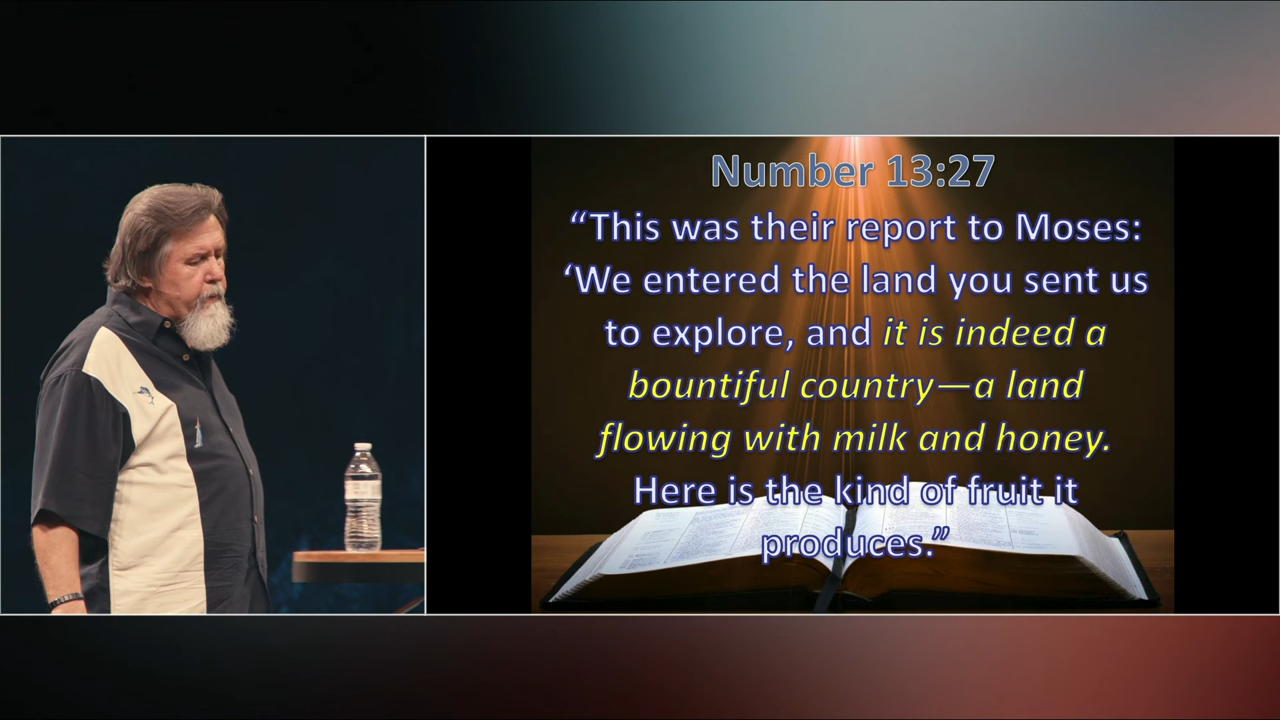 Number 13:27
“This was their report to Moses:
‘We entered the land you sent us
to explore, and it is indeed a
bountiful country—a land
flowing with milk and honey.
Here is the kind of fruit it
produces.”